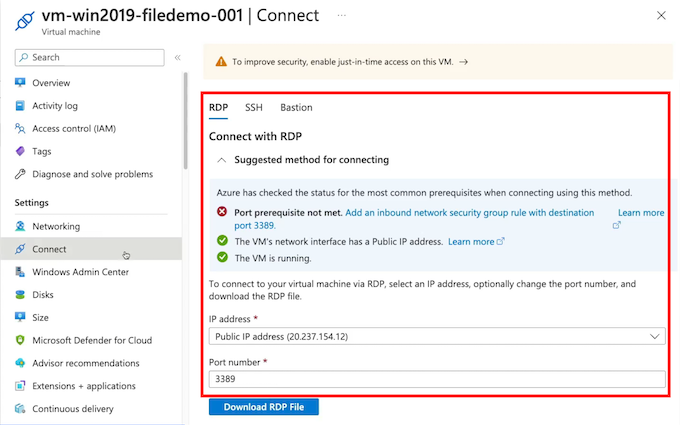 vm-win2019-filedemo-001 | Connect ...
Virtual machine
Search
Overview
Activity log
Access control (IAM)
Tags
Diagnose and solve problems
Settings
Networking
Connect
Windows Admin Center
Disks
Size
Microsoft Defender for Cloud
Advisor recommendations
Extensions + applications
Continuous delivery
To improve security, enable just-in-time access on this VM. →
RDP SSH Bastion
Connect with RDP
Suggested method for connecting
Azure has checked the status for the most common prerequisites when connecting using this method.
Port prerequisite not met. Add an inbound network security group rule with destination Learn more
port 3389.
The VM's network interface has a Public IP address. Learn more
The VM is running.
To connect to your virtual machine via RDP, select an IP address, optionally change the port number, and
download the RDP file.
IP address *
Public IP address (20.237.154.12)
Port number *
3389
Download RDP File